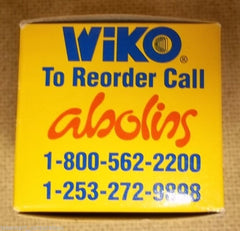 WiKO®
To Reorder Call
abolins
1-800-562-2200
1-253-272-9898